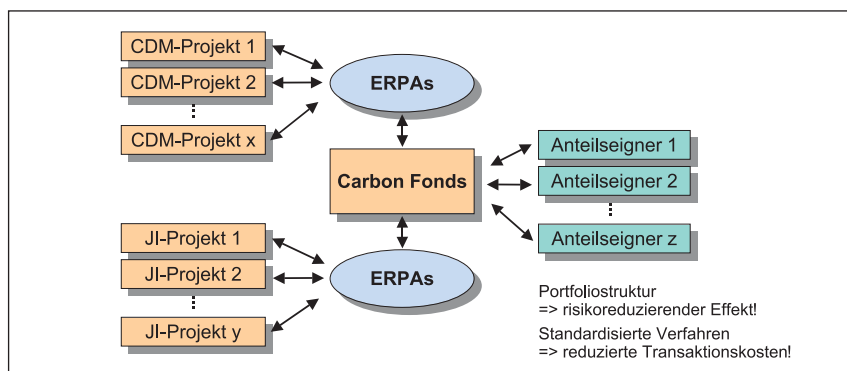 CDM-Projekt 1
CDM-Projekt 2
CDM-Projekt x
ERPAs
Carbon Fonds
Anteilseigner 1
Anteilseigner 2
Anteilseigner z
JI-Projekt 1
JI-Projekt 2
JI-Projekt y
ERPAs
Portfoliostruktur
=> risikoreduzierender Effekt!
Standardisierte Verfahren
=> reduzierte Transaktionskosten!